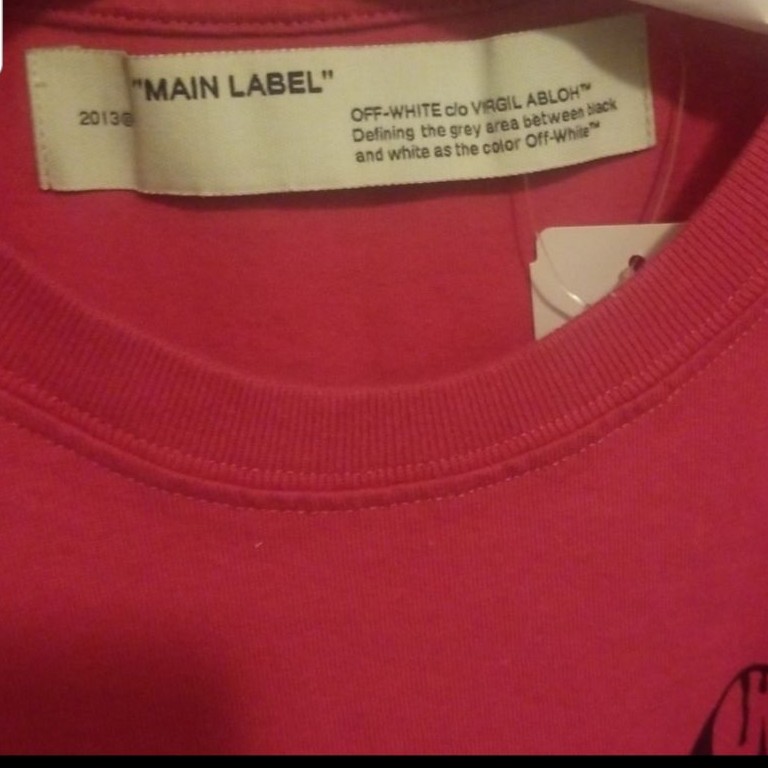 "MAIN LABEL"
2013©
OFF-WHITE c/o VIRGIL ABLOH™
Defining the grey area between black
and white as the color Off-White™